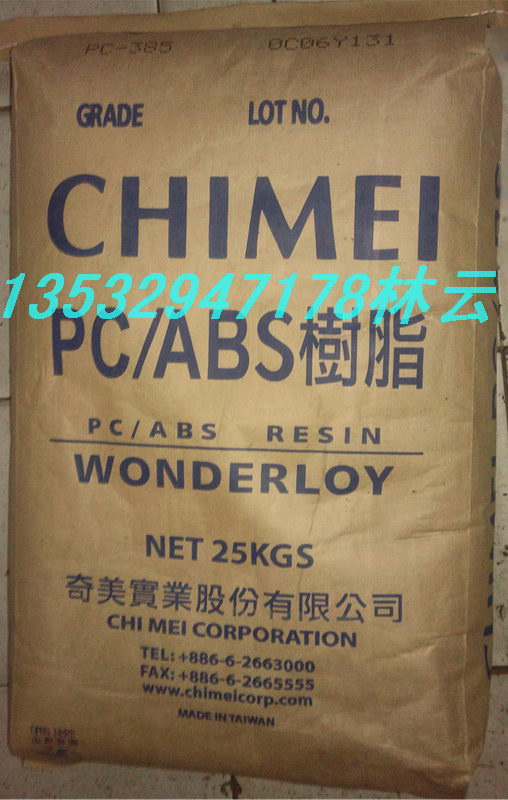 PC-385 0C06Y131
GRADE LOT NO.
CHIMEI
13532947178林云
PC/ABS樹脂
PC/ABS RESIN
WONDERLOY
NET 25KGS
奇美實業股份有限公司
CHI MEI CORPORATION
TEL: +886-6-2663000
FAX: +886-6-2665555
www.chimeicorp.com
MADE IN TAIWAN